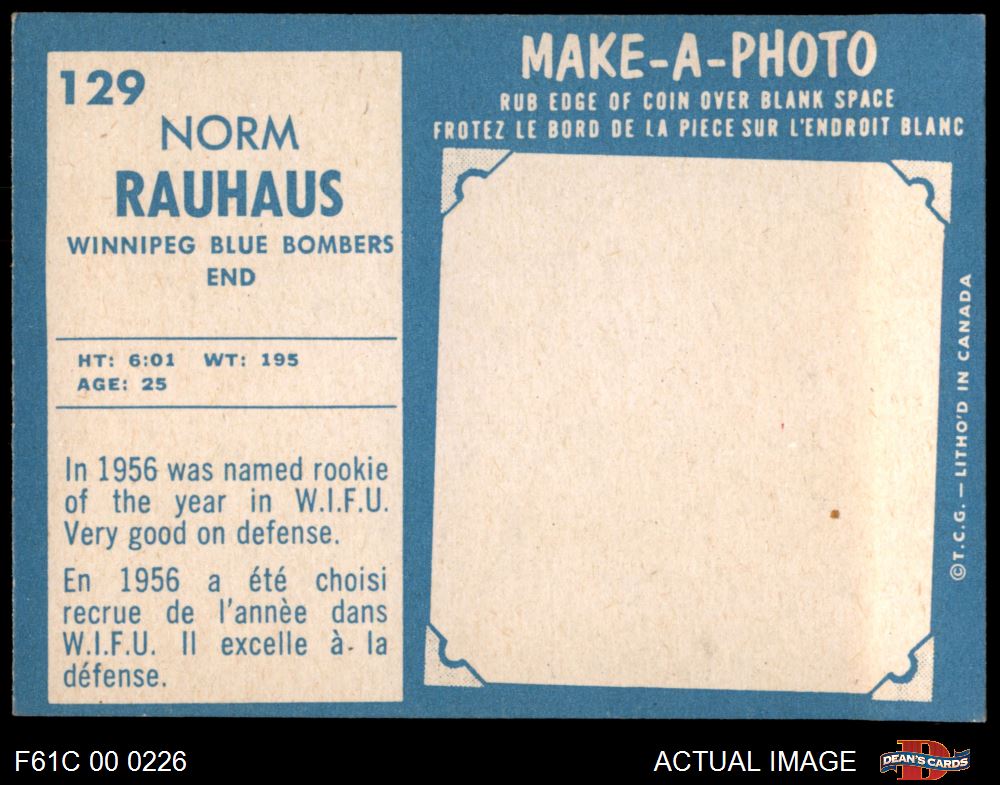 129
NORM
RAUHAUS
WINNIPEG BLUE BOMBERS
END
HT: 6:01 WT: 195
AGE: 25
In 1956 was named rookie
of the year in W.I.F.U.
Very good on defense.
En 1956 a été choisi
recrue de l'annèe dans
W.I.F.U. Il excelle à- la
défense.
MAKE-A-PHOTO
RUB EDGE OF COIN OVER BLANK SPACE
FROTEZ LE BORD DE LA PIECE SUR L'ENDROIT BLANC
©T.C.G. — LITHO'D IN CANADA
F61C 00 0226
ACTUAL IMAGE
D
DEAN'S CARDS